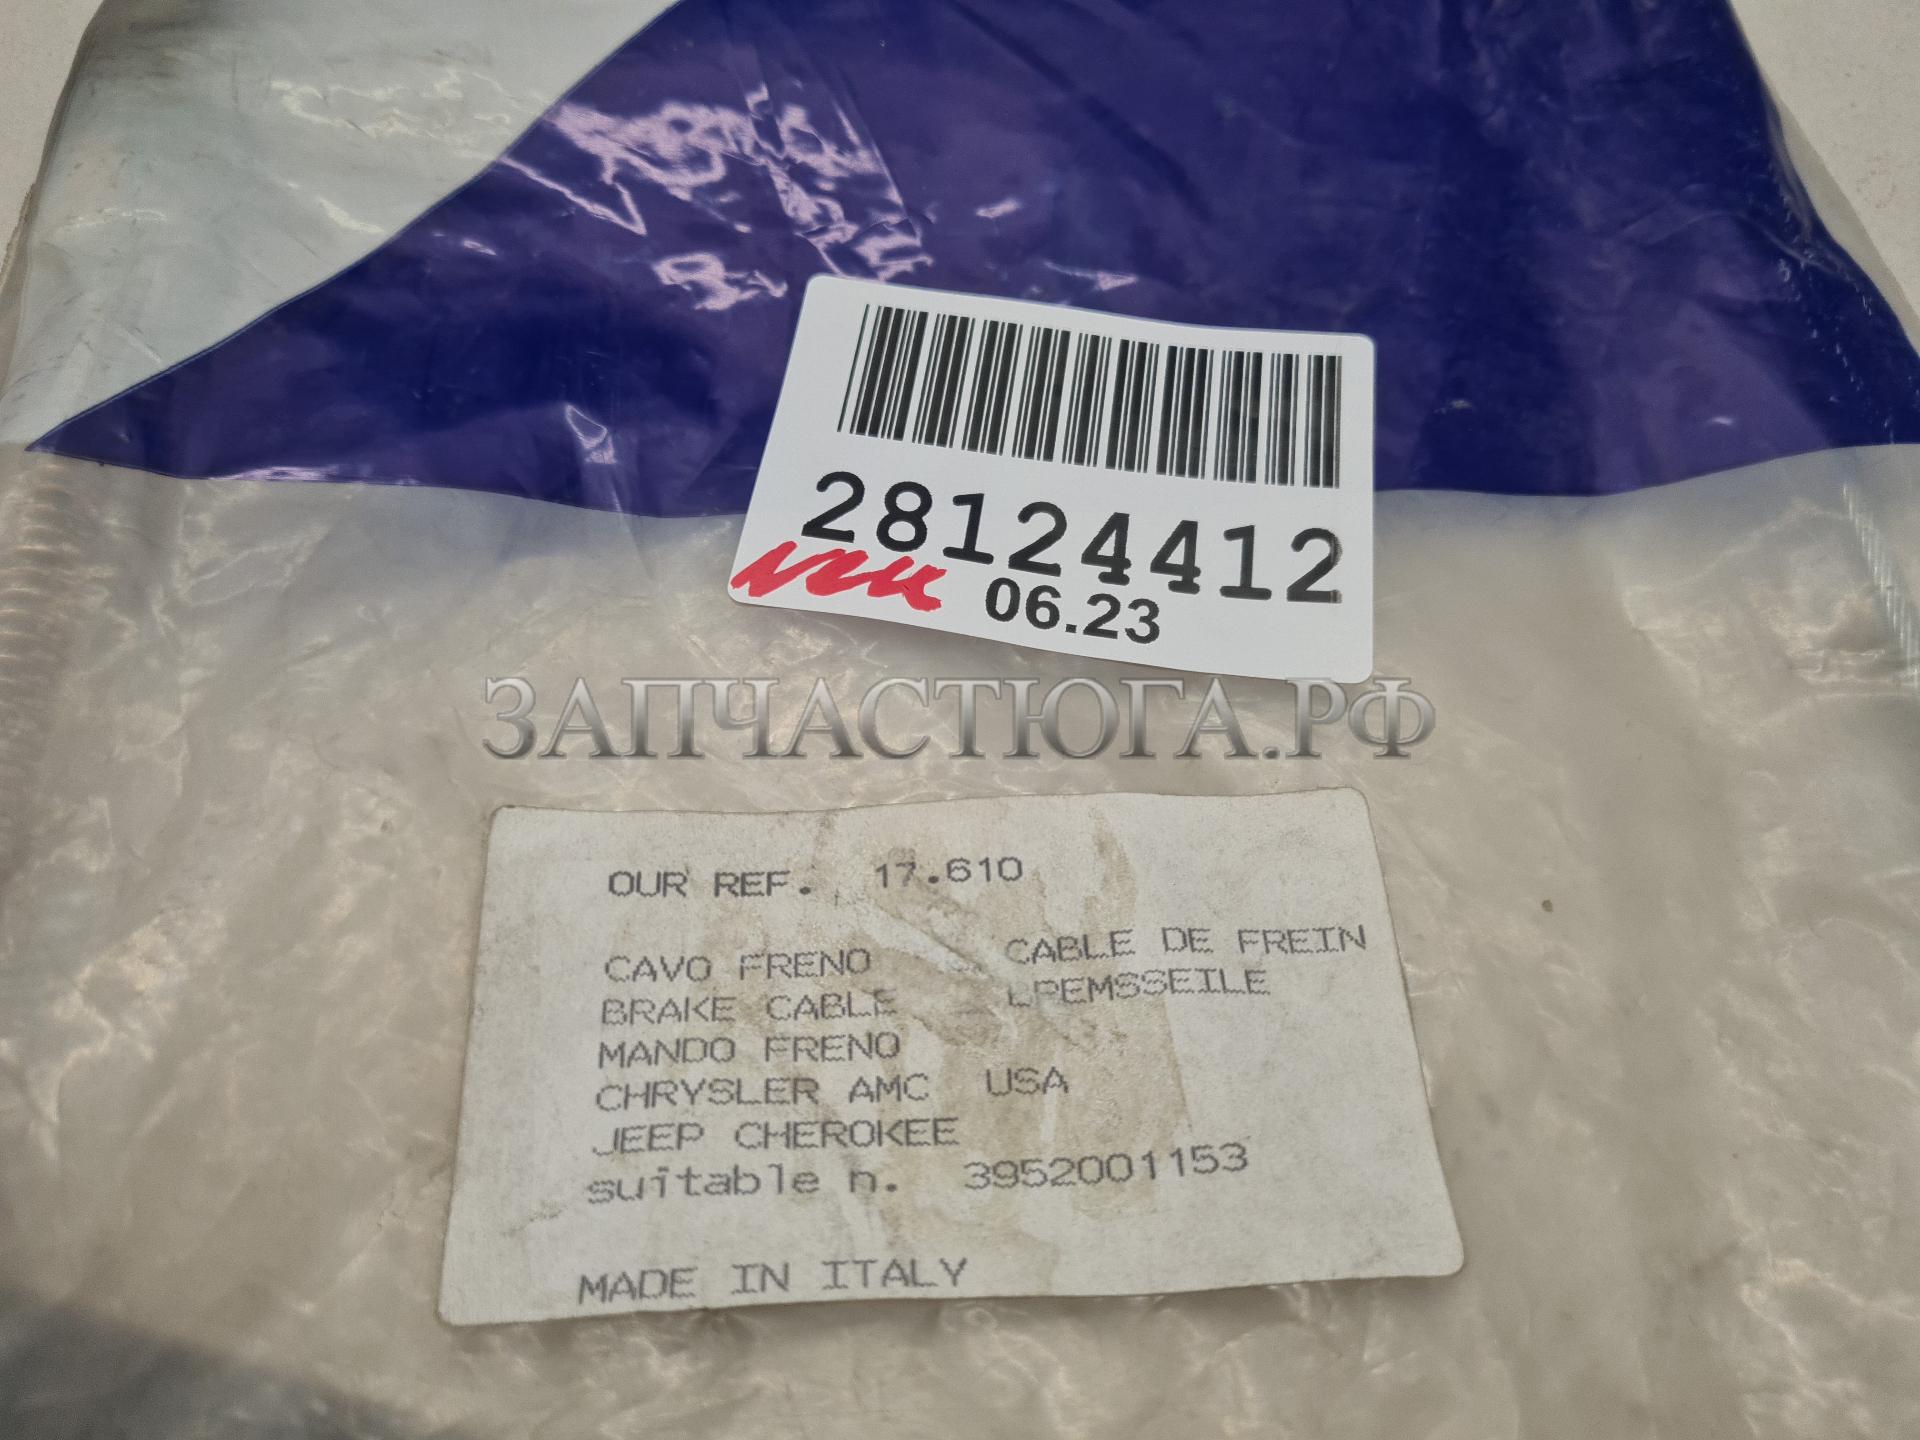 28124412
06.23
ЗАПЧАСТЮГА.РФ
OUR REF. 17.610
CAVO FRENO CABLE DE FREIN
BRAKE CABLE BREMSSEILE
MANDO FRENO
CHRYSLER AMC USA
JEEP CHEROKEE
suitable n. 3952001153
MADE IN ITALY